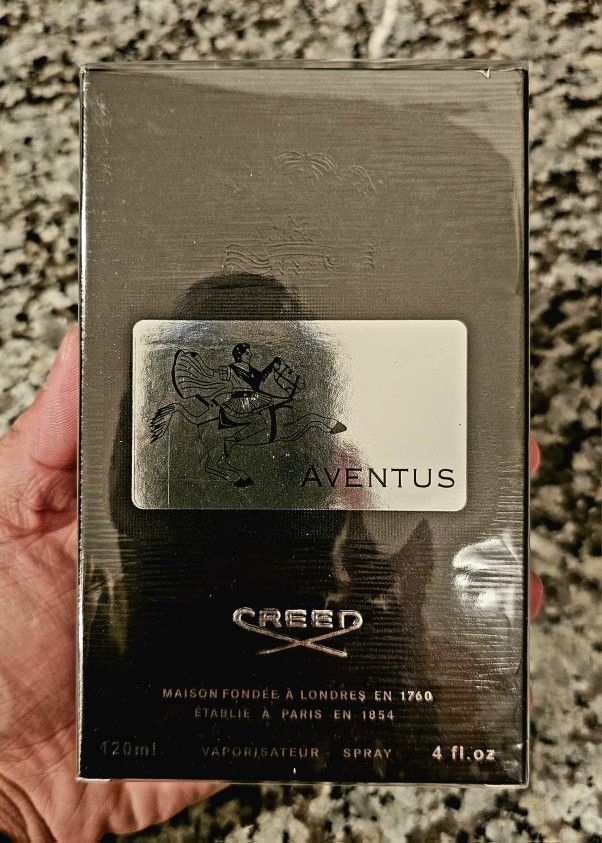 AVENTUS
CREED
MAISON FONDÉE À LONDRES EN 1760
ÉTABLIE À PARIS EN 1854
120ml VAPORISATEUR - SPRAY 4 fl.oz